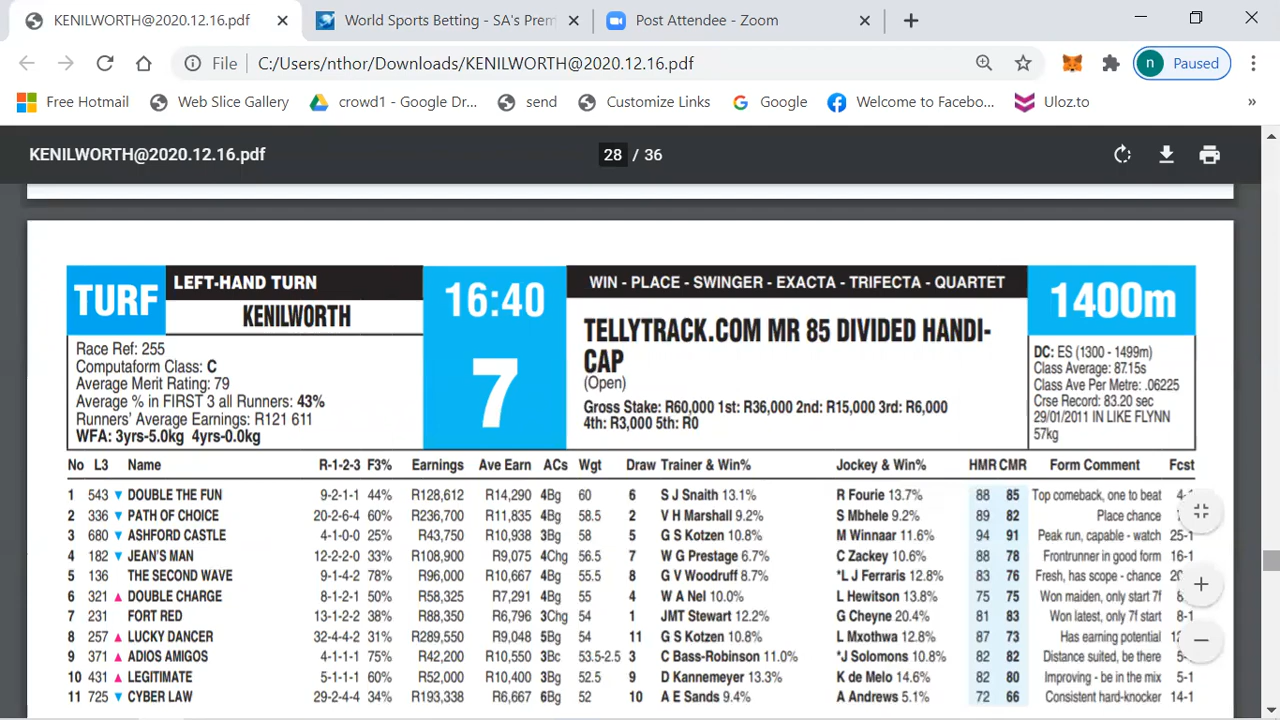 KENILWORTH@2020.12.16.pdf
World Sports Betting - SA's Prem
Post Attendee - Zoom
File C:/Users/nthor/Downloads/KENILWORTH@2020.12.16.pdf
n Paused
Free Hotmail Web Slice Gallery crowd1 - Google Dr... send Customize Links Google Welcome to Facebo... Uloz.to »
KENILWORTH@2020.12.16.pdf 28 / 36
TURF
LEFT-HAND TURN
KENILWORTH
Race Ref: 255
Computaform Class: C
Average Merit Rating: 79
Average % in FIRST 3 all Runners: 43%
Runners' Average Earnings: R121 611
WFA: 3yrs-5.0kg 4yrs-0.0kg
16:40
7
WIN - PLACE - SWINGER - EXACTA - TRIFECTA - QUARTET
TELLYTRACK.COM MR 85 DIVIDED HANDI-
CAP
(Open)
Gross Stake: R60,000 1st: R36,000 2nd: R15,000 3rd: R6,000
4th: R3,000 5th: R0
1400m
DC: ES (1300 - 1499m)
Class Average: 87.15s
Class Ave Per Metre: .06225
Crse Record: 83.20 sec
29/01/2011 IN LIKE FLYNN
57kg
No L3 Name R-1-2-3 F3% Earnings Ave Earn ACs Wgt Draw Trainer & Win% Jockey & Win% HMR CMR Form Comment Fcst
1 543 ▼ DOUBLE THE FUN 9-2-1-1 44% R128,612 R14,290 4Bg 60 6 S J Snaith 13.1% R Fourie 13.7% 88 85 Top comeback, one to beat
2 336 ▼ PATH OF CHOICE 20-2-6-4 60% R236,700 R11,835 4Bg 58.5 2 V H Marshall 9.2% S Mbhele 9.2% 89 82 Place chance
3 680 ▼ ASHFORD CASTLE 4-1-0-0 25% R43,750 R10,938 3Bg 58 5 G S Kotzen 10.8% M Winnaar 11.6% 94 91 Peak run, capable - watch 25-1
4 182 ▼ JEAN'S MAN 12-2-2-0 33% R108,900 R9,075 4Chg 56.5 7 W G Prestage 6.7% C Zackey 10.6% 88 78 Frontrunner in good form 16-1
5 136 THE SECOND WAVE 9-1-4-2 78% R96,000 R10,667 4Bg 55.5 8 G V Woodruff 8.7% *L J Ferraris 12.8% 83 76 Fresh, has scope - chance
6 321 ▲ DOUBLE CHARGE 8-1-2-1 50% R58,325 R7,291 4Bg 55 4 W A Nel 10.0% L Hewitson 13.8% 75 75 Won maiden, only start 7f
7 231 FORT RED 13-1-2-2 38% R88,350 R6,796 3Chg 54 1 JMT Stewart 12.2% G Cheyne 20.4% 81 83 Won latest, only 7f start 8-1
8 257 ▲ LUCKY DANCER 32-4-4-2 31% R289,550 R9,048 5Bg 54 11 G S Kotzen 10.8% L Mxothwa 12.8% 87 73 Has earning potential
9 371 ▲ ADIOS AMIGOS 4-1-1-1 75% R42,200 R10,550 3Bc 53.5-2.5 3 C Bass-Robinson 11.0% *J Solomons 10.8% 82 82 Distance suited, be there
10 431 ▲ LEGITIMATE 5-1-1-1 60% R52,000 R10,400 3Bg 52.5 9 D Kannemeyer 13.3% K de Melo 14.6% 82 80 Improving - be in the mix 5-1
11 725 ▼ CYBER LAW 29-2-4-4 34% R193,338 R6,667 6Bg 52 10 A E Sands 9.4% A Andrews 5.1% 72 66 Consistent hard-knocker 14-1